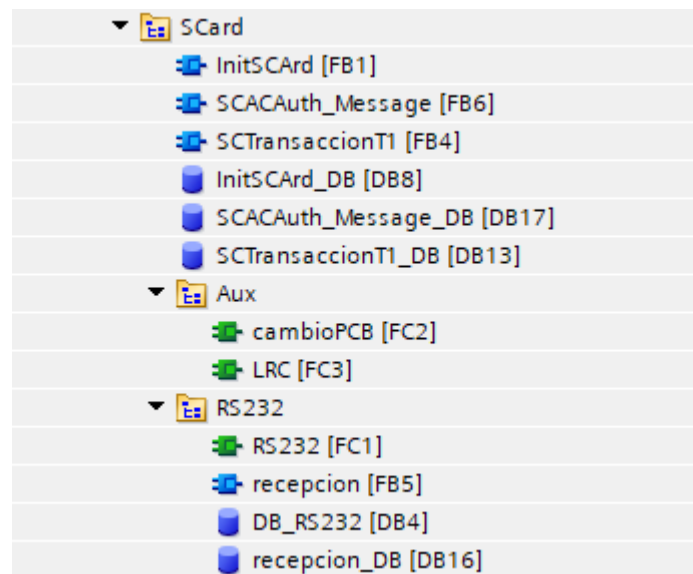 SCard
InitSCArd [FB1]
SCACAuth_Message [FB6]
SCTransaccionT1 [FB4]
InitSCArd_DB [DB8]
SCACAuth_Message_DB [DB17]
SCTransaccionT1_DB [DB13]
Aux
cambioPCB [FC2]
LRC [FC3]
RS232
RS232 [FC1]
recepcion [FB5]
DB_RS232 [DB4]
recepcion_DB [DB16]